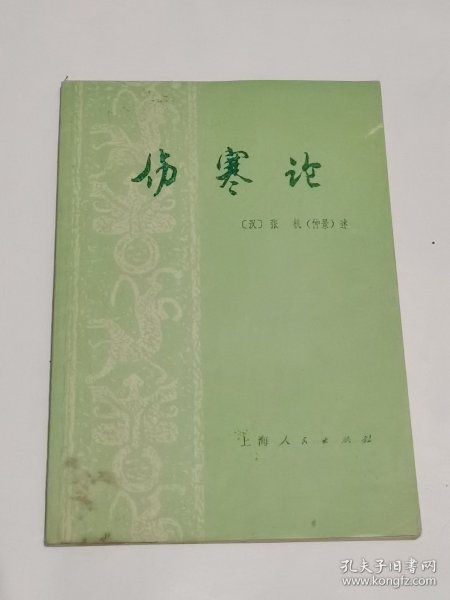 伤寒论
〔汉〕张 机(仲景)述
上海人民出版社
孔夫子旧书网
www.kongfz.com